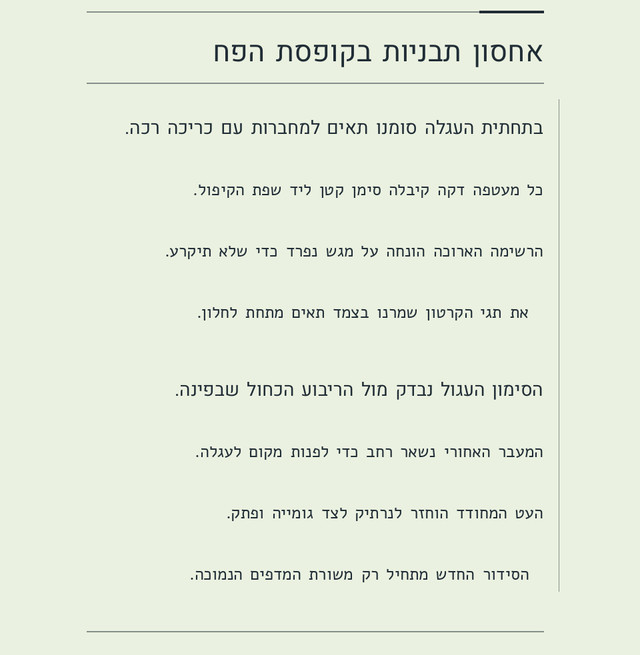 אחסון תבניות בקופסת הפח
בתחתית העגלה סומנו תאים למחברות עם כריכה רכה.
כל מעטפה דקה קיבלה סימן קטן ליד שפת הקיפול.
הרשימה הארוכה הונחה על מגש נפרד כדי שלא תיקרע.
את תגי הקרטון שמרנו בצמד תאים מתחת לחלון.
הסימון העגול נבדק מול הריבוע הכחול שבפינה.
המעבר האחורי נשאר רחב כדי לפנות מקום לעגלה.
העט המחודד הוחזר לנרתיק לצד גומייה ופתק.
הסידור החדש מתחיל רק משורת המדפים הנמוכה.